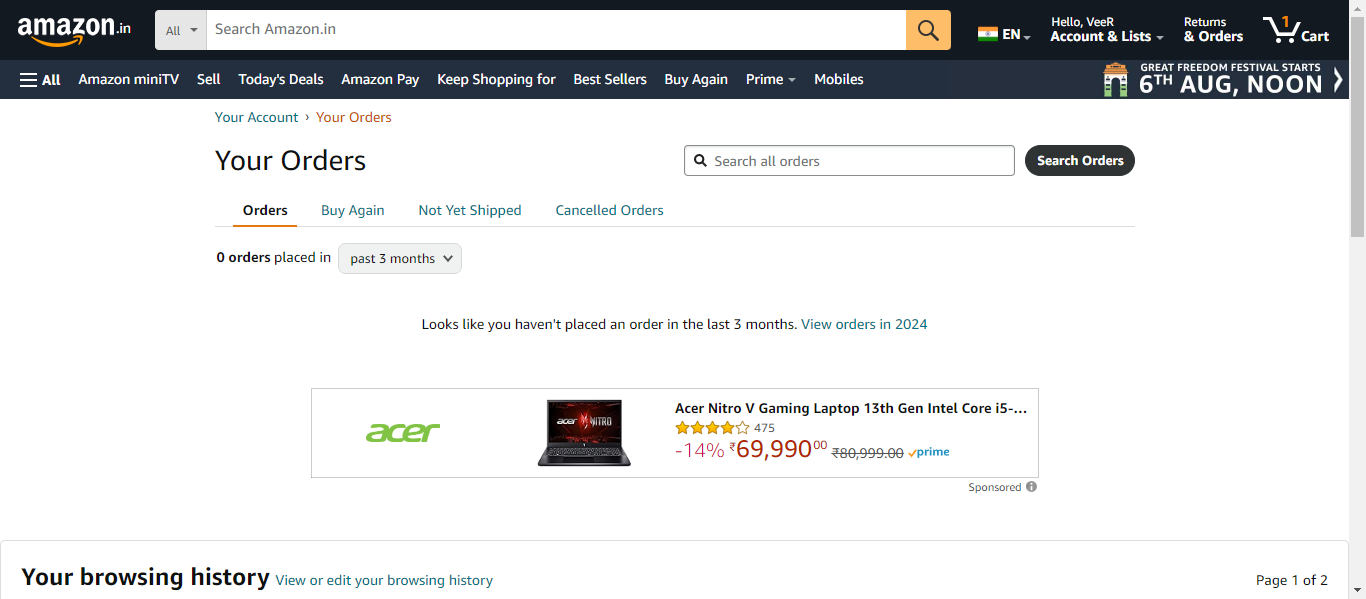 amazon.in
All
Search Amazon.in
EN
Hello, VeeR
Account & Lists
Returns
& Orders
1
Cart
All
Amazon miniTV
Sell
Today's Deals
Amazon Pay
Keep Shopping for
Best Sellers
Buy Again
Prime
Mobiles
GREAT FREEDOM FESTIVAL STARTS
6TH AUG, NOON
Your Account › Your Orders
Your Orders
Search all orders
Search Orders
Orders
Buy Again
Not Yet Shipped
Cancelled Orders
0 orders placed in
past 3 months
Looks like you haven't placed an order in the last 3 months. View orders in 2024
acer
acer NITRO
Acer Nitro V Gaming Laptop 13th Gen Intel Core i5-...
475
-14% ₹69,99000 ₹80,999.00 prime
Sponsored
Your browsing history View or edit your browsing history
Page 1 of 2